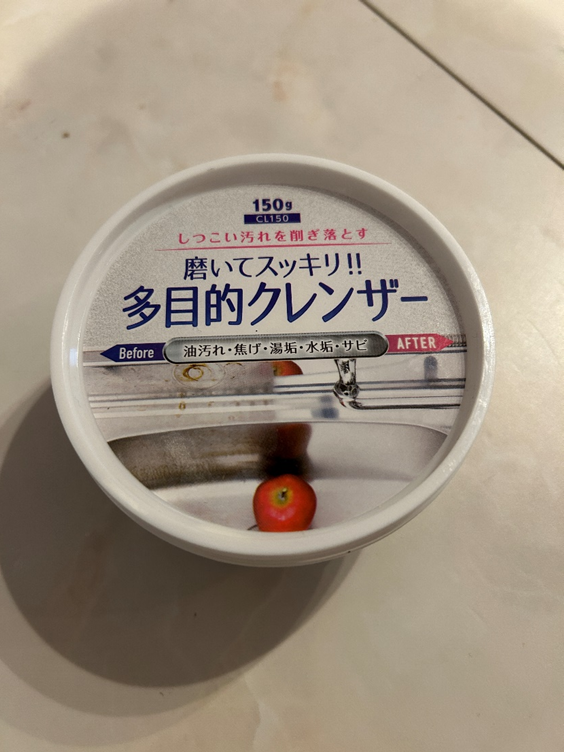 150g
CL150
しつこい汚れを削ぎ落とす
磨いてスッキリ!!
多目的クレンザー
Before 油汚れ・焦げ・湯垢・水垢・サビ AFTER